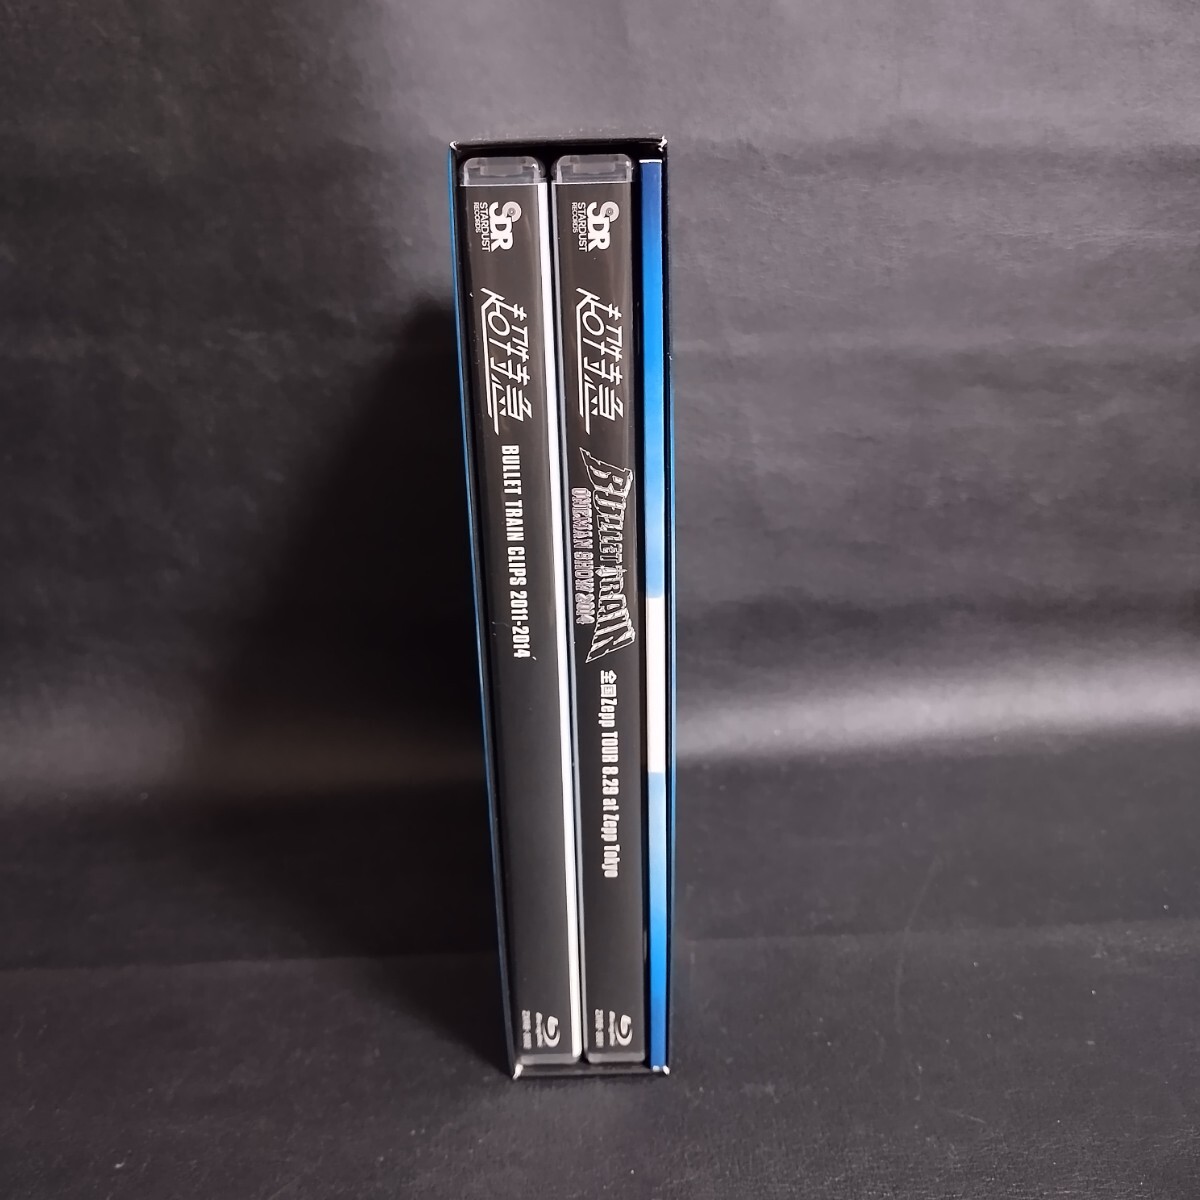 SDR
STARDUST
RECORDS
超特急
BULLET TRAIN CLIPS 2011-2014
SDR
STARDUST
RECORDS
超特急
BULLET TRAIN
ONEMAN SHOW 2014
全国Zepp TOUR 8.29 at Zepp Tokyo